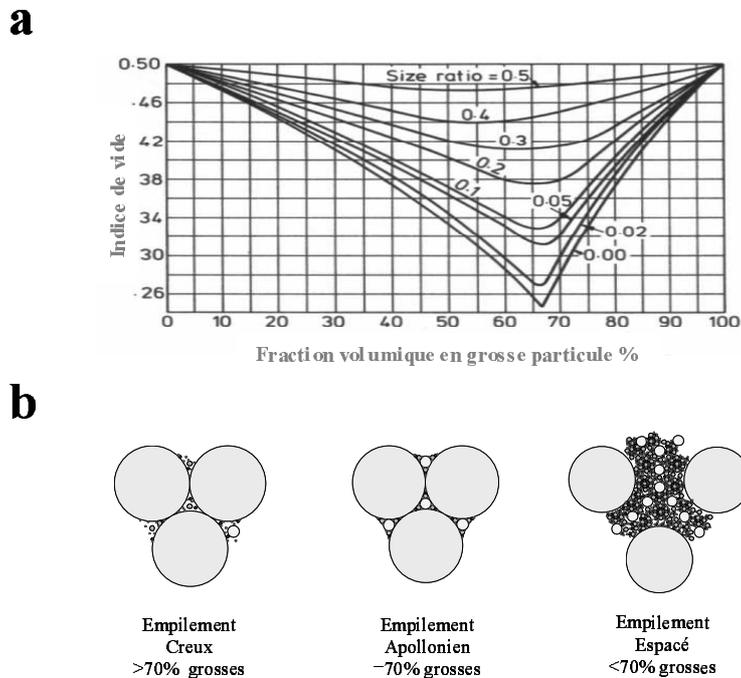 a
0·50
·46
·42
·38
·34
·30
·26
Indice de vide
Size ratio = 0·5
0·4
0·3
0·2
0·1
0·05
0·02
0·00
0 10 20 30 40 50 60 70 80 90 100
Fraction volumique en grosse particule %
b
Empilement
Creux
>70% grosses
Empilement
Apollonien
=70% grosses
Empilement
Espacé
<70% grosses